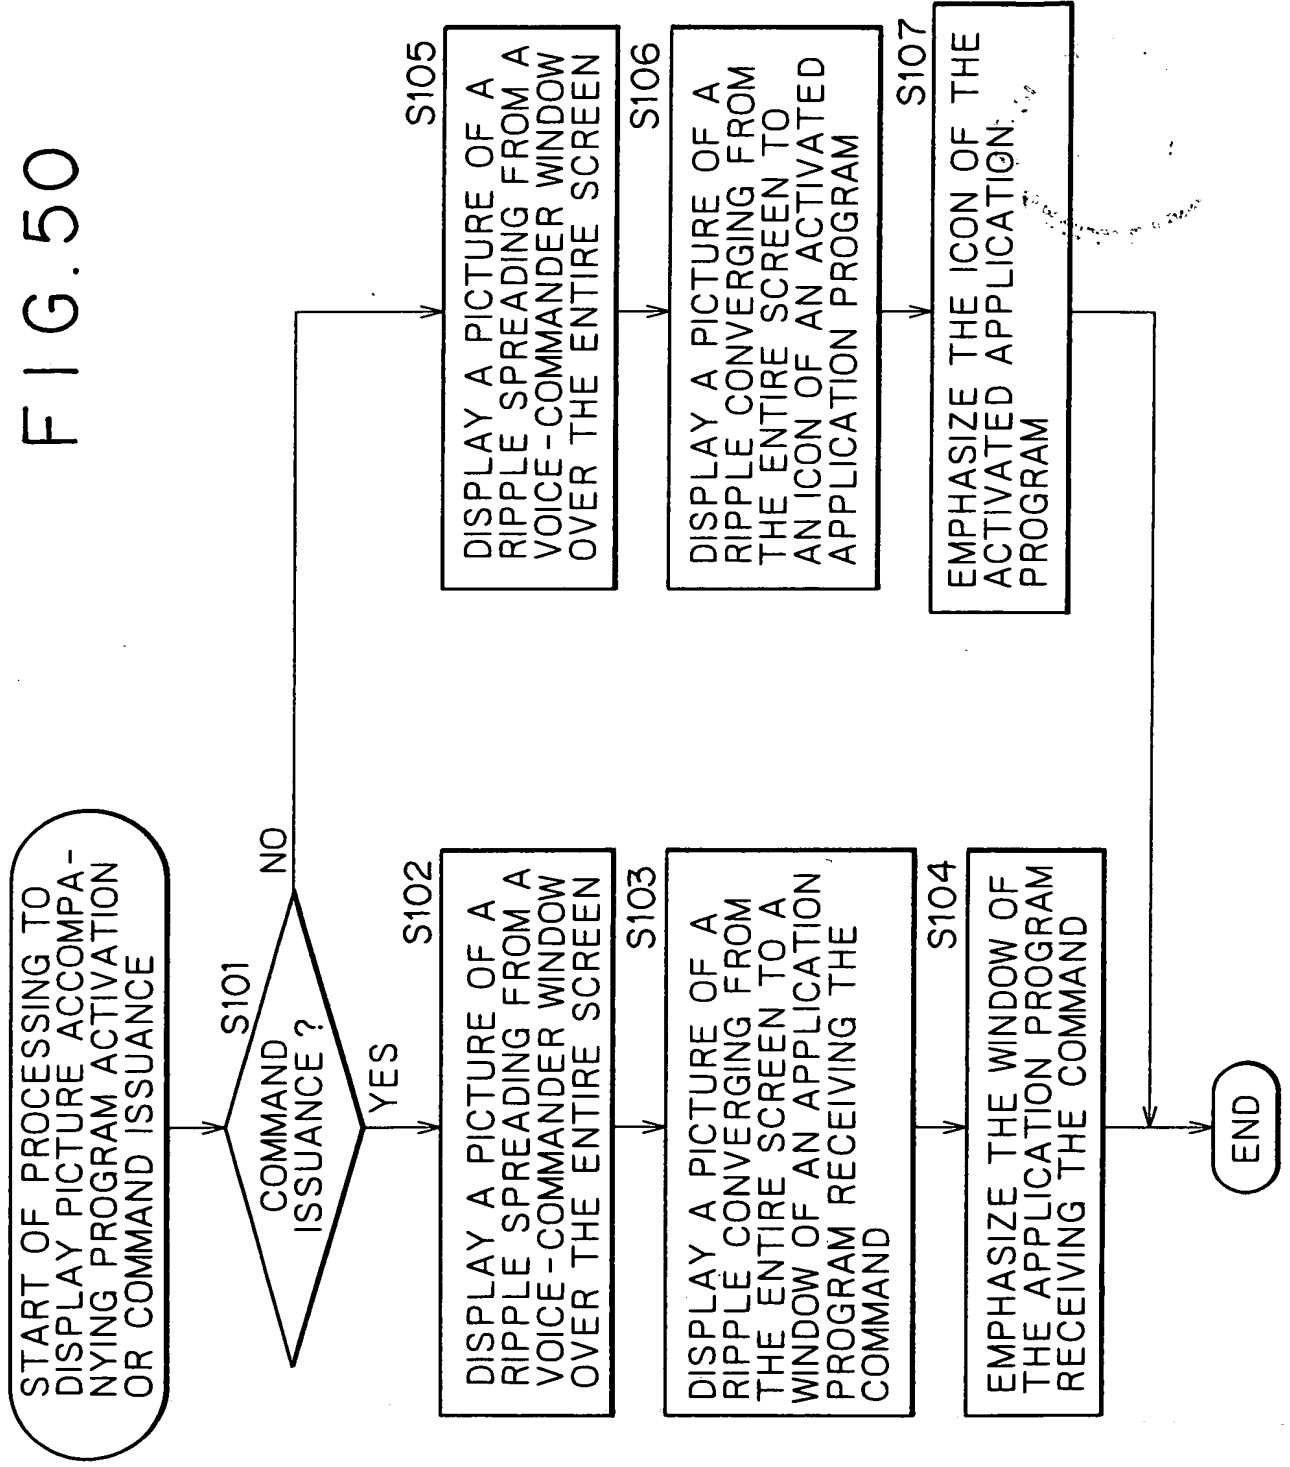 FIG. 50
START OF PROCESSING TO
DISPLAY PICTURE ACCOMPA-
NYING PROGRAM ACTIVATION
OR COMMAND ISSUANCE
S101
COMMAND
ISSUANCE?
NO
YES
S102
DISPLAY A PICTURE OF A
RIPPLE SPREADING FROM A
VOICE-COMMANDER WINDOW
OVER THE ENTIRE SCREEN
S103
DISPLAY A PICTURE OF A
RIPPLE CONVERGING FROM
THE ENTIRE SCREEN TO A
WINDOW OF AN APPLICATION
PROGRAM RECEIVING THE
COMMAND
S104
EMPHASIZE THE WINDOW OF
THE APPLICATION PROGRAM
RECEIVING THE COMMAND
S105
DISPLAY A PICTURE OF A
RIPPLE SPREADING FROM A
VOICE-COMMANDER WINDOW
OVER THE ENTIRE SCREEN
S106
DISPLAY A PICTURE OF A
RIPPLE CONVERGING FROM
THE ENTIRE SCREEN TO
AN ICON OF AN ACTIVATED
APPLICATION PROGRAM
S107
EMPHASIZE THE ICON OF THE
ACTIVATED APPLICATION
PROGRAM
END